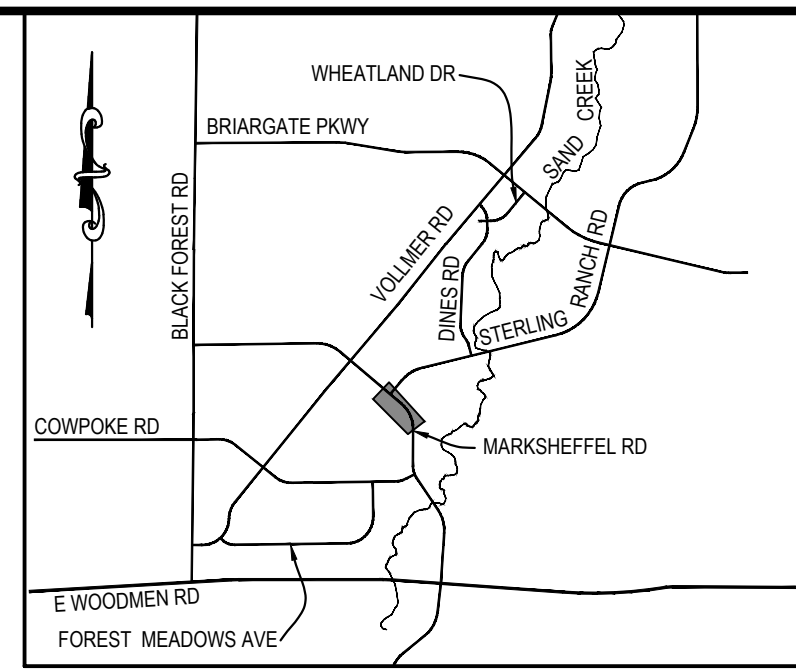 WHEATLAND DR
SAND CREEK
BRIARGATE PKWY
BLACK FOREST RD
VOLLMER RD
DINES RD
STERLING RANCH RD
COWPOKE RD
MARKSHEFFEL RD
E WOODMEN RD
FOREST MEADOWS AVE